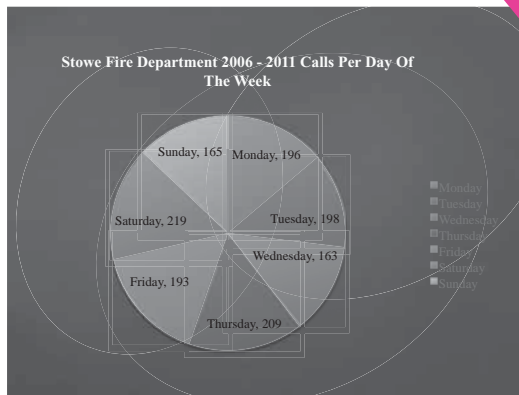 Stowe Fire Department 2006 - 2011 Calls Per Day Of
The Week
Sunday, 165
Monday, 196
Saturday, 219
Tuesday, 198
Wednesday, 163
Friday, 193
Thursday, 209
Monday
Tuesday
Wednesday
Thursday
Friday
Saturday
Sunday